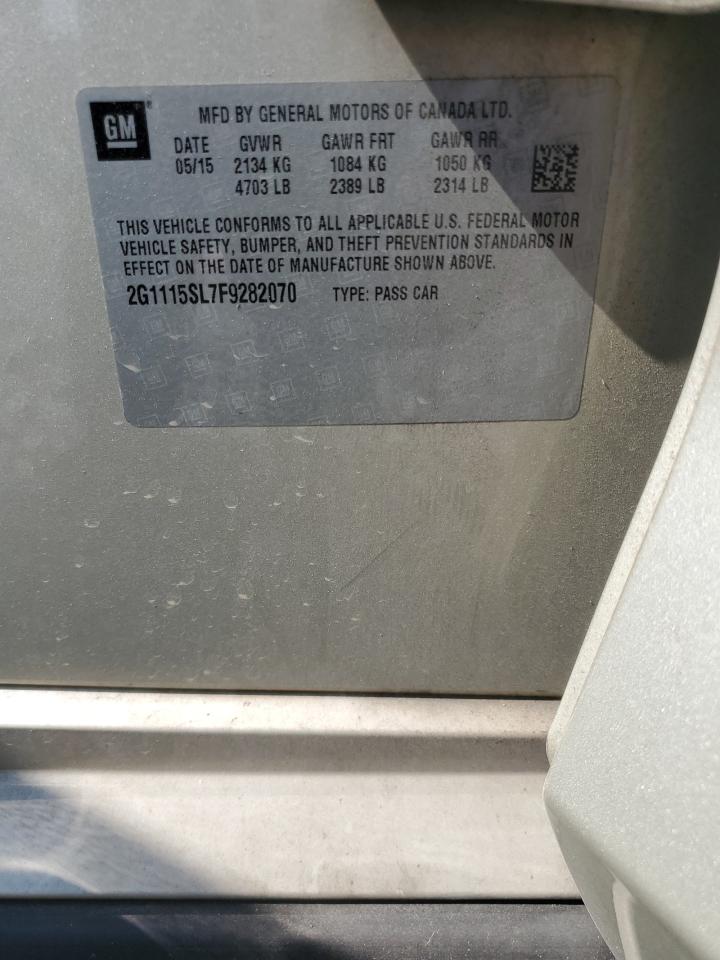 GM
MFD BY GENERAL MOTORS OF CANADA LTD.
DATE GVWR GAWR FRT GAWR RR
05/15 2134 KG 1084 KG 1050 KG
4703 LB 2389 LB 2314 LB
THIS VEHICLE CONFORMS TO ALL APPLICABLE U.S. FEDERAL MOTOR
VEHICLE SAFETY, BUMPER, AND THEFT PREVENTION STANDARDS IN
EFFECT ON THE DATE OF MANUFACTURE SHOWN ABOVE.
2G1115SL7F9282070 TYPE: PASS CAR